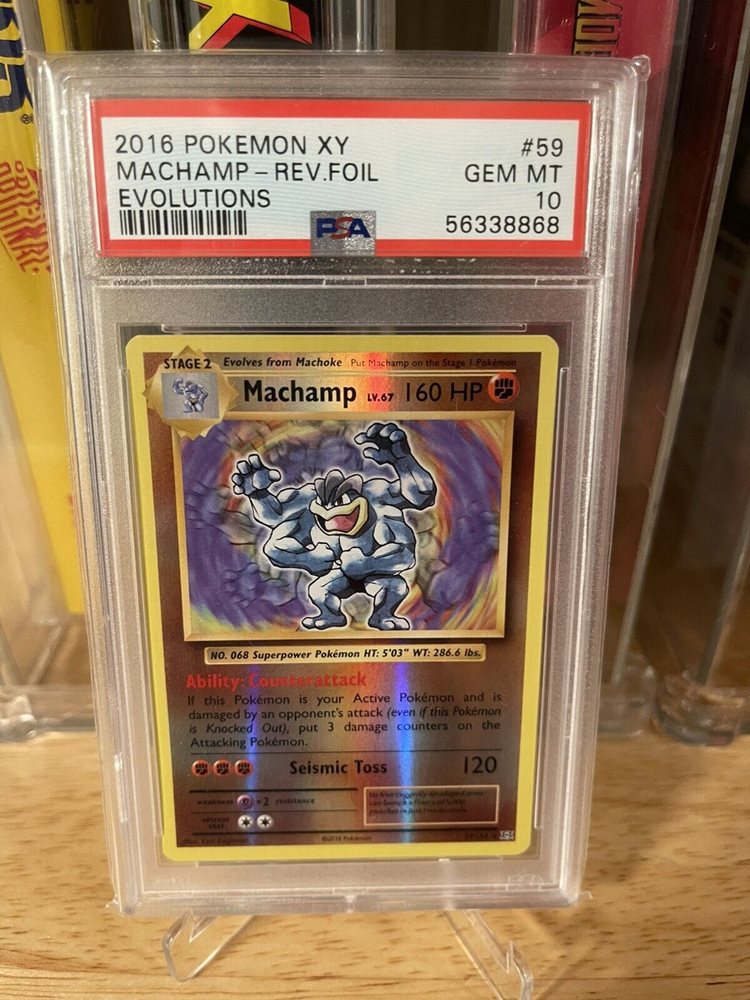 2016 POKEMON XY #59
MACHAMP - REV.FOIL GEM MT
EVOLUTIONS 10
PSA 56338868
STAGE 2 Evolves from Machoke Put Machamp on the Stage 1 Pokémon
Machamp LV.67 160 HP
NO. 068 Superpower Pokémon HT: 5'03" WT: 286.6 lbs.
Ability: Counterattack
If this Pokémon is your Active Pokémon and is
damaged by an opponent's attack (even if this Pokémon
is Knocked Out), put 3 damage counters on the
Attacking Pokémon.
Seismic Toss 120
weakness ×2 resistance
retreat
cost
©2016 Pokémon